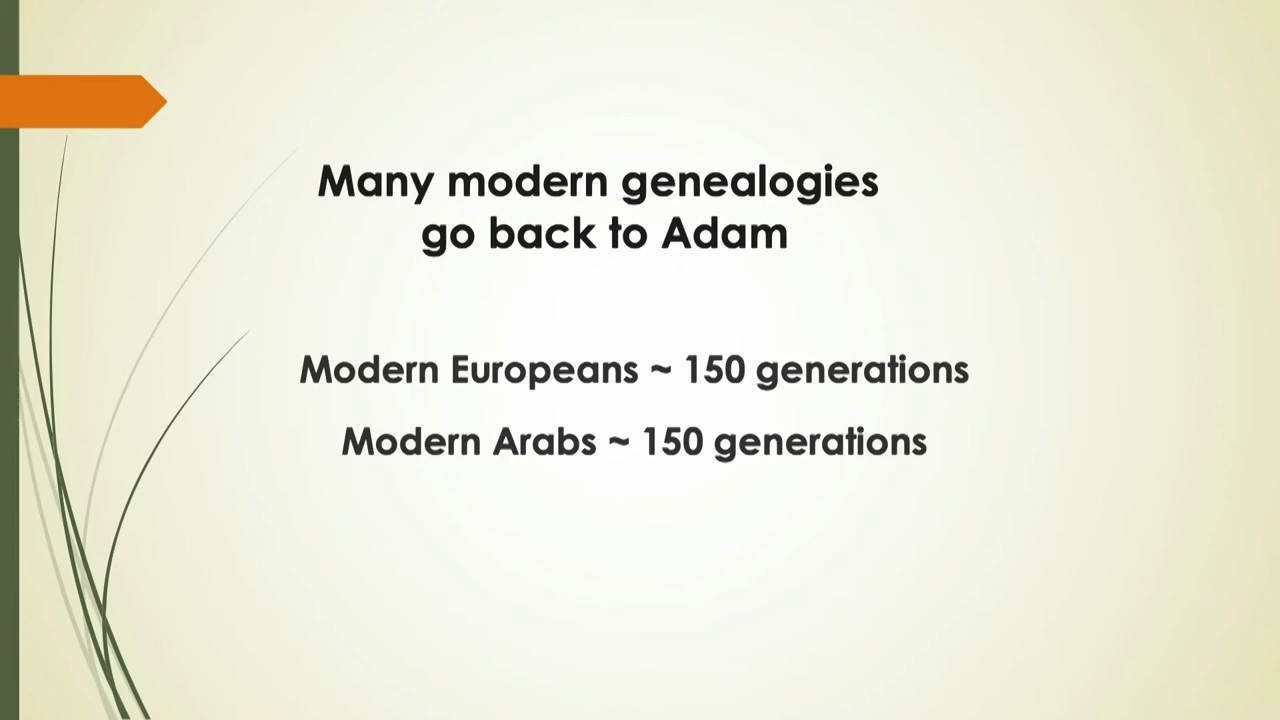 Many modern genealogies
go back to Adam
Modern Europeans ~ 150 generations
Modern Arabs ~ 150 generations